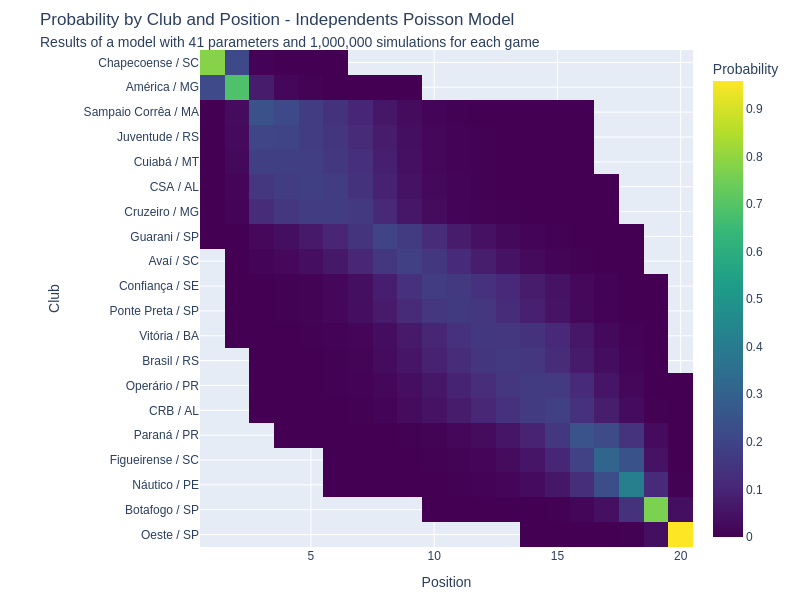 Probability by Club and Position - Independents Poisson Model
Results of a model with 41 parameters and 1,000,000 simulations for each game
Probability
Chapecoense / SC
América / MG
Sampaio Corrêa / MA
Juventude / RS
Cuiabá / MT
CSA / AL
Cruzeiro / MG
Guarani / SP
Avaí / SC
Confiança / SE
Ponte Preta / SP
Vitória / BA
Brasil / RS
Operário / PR
CRB / AL
Paraná / PR
Figueirense / SC
Náutico / PE
Botafogo / SP
Oeste / SP
Club
5
10
15
20
Position
0.9
0.8
0.7
0.6
0.5
0.4
0.3
0.2
0.1
0